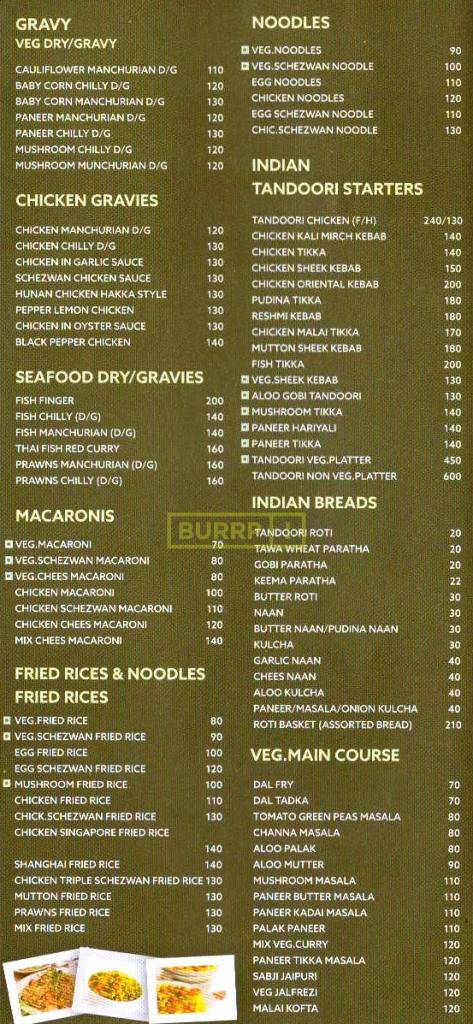 GRAVY
VEG DRY/GRAVY
CAULIFLOWER MANCHURIAN D/G 110
BABY CORN CHILLY D/G 120
BABY CORN MANCHURIAN D/G 130
PANEER MANCHURIAN D/G 120
PANEER CHILLY D/G 130
MUSHROOM CHILLY D/G 120
MUSHROOM MUNCHURIAN D/G 120
CHICKEN GRAVIES
CHICKEN MANCHURIAN D/G 120
CHICKEN CHILLY D/G 130
CHICKEN IN GARLIC SAUCE 130
SCHEZWAN CHICKEN SAUCE 130
HUNAN CHICKEN HAKKA STYLE 130
PEPPER LEMON CHICKEN 130
CHICKEN IN OYSTER SAUCE 130
BLACK PEPPER CHICKEN 140
SEAFOOD DRY/GRAVIES
FISH FINGER 200
FISH CHILLY (D/G) 140
FISH MANCHURIAN (D/G) 140
THAI FISH RED CURRY 160
PRAWNS MANCHURIAN (D/G) 160
PRAWNS CHILLY (D/G) 160
MACARONIS
VEG.MACARONI 70
VEG.SCHEZWAN MACARONI 80
VEG.CHEES MACARONI 80
CHICKEN MACARONI 100
CHICKEN SCHEZWAN MACARONI 110
CHICKEN CHEES MACARONI 120
MIX CHEES MACARONI 140
FRIED RICES & NOODLES
FRIED RICES
VEG.FRIED RICE 80
VEG.SCHEZWAN FRIED RICE 90
EGG FRIED RICE 100
EGG SCHEZWAN FRIED RICE 120
MUSHROOM FRIED RICE 100
CHICKEN FRIED RICE 110
CHICK.SCHEZWAN FRIED RICE 130
CHICKEN SINGAPORE FRIED RICE
140
SHANGHAI FRIED RICE 140
CHICKEN TRIPLE SCHEZWAN FRIED RICE 130
MUTTON FRIED RICE 130
PRAWNS FRIED RICE 130
MIX FRIED RICE 130
NOODLES
VEG.NOODLES 90
VEG.SCHEZWAN NOODLE 100
EGG NOODLES 110
CHICKEN NOODLES 120
EGG SCHEZWAN NOODLE 110
CHIC.SCHEZWAN NOODLE 130
INDIAN
TANDOORI STARTERS
TANDOORI CHICKEN (F/H) 240/130
CHICKEN KALI MIRCH KEBAB 140
CHICKEN TIKKA 140
CHICKEN SHEEK KEBAB 150
CHICKEN ORIENTAL KEBAB 200
PUDINA TIKKA 180
RESHMI KEBAB 180
CHICKEN MALAI TIKKA 170
MUTTON SHEEK KEBAB 180
FISH TIKKA 200
VEG.SHEEK KEBAB 130
ALOO GOBI TANDOORI 130
MUSHROOM TIKKA 140
PANEER HARIYALI 140
PANEER TIKKA 140
TANDOORI VEG.PLATTER 450
TANDOORI NON VEG.PLATTER 600
INDIAN BREADS
BURRP
TANDOORI ROTI 20
TAWA WHEAT PARATHA 20
GOBI PARATHA 20
KEEMA PARATHA 22
BUTTER ROTI 30
NAAN 30
BUTTER NAAN/PUDINA NAAN 30
KULCHA 30
GARLIC NAAN 40
CHEES NAAN 40
ALOO KULCHA 40
PANEER/MASALA/ONION KULCHA 40
ROTI BASKET (ASSORTED BREAD) 210
VEG.MAIN COURSE
DAL FRY 70
DAL TADKA 70
TOMATO GREEN PEAS MASALA 80
CHANNA MASALA 80
ALOO PALAK 80
ALOO MUTTER 90
MUSHROOM MASALA 110
PANEER BUTTER MASALA 110
PANEER KADAI MASALA 110
PALAK PANEER 110
MIX VEG.CURRY 120
PANEER TIKKA MASALA 120
SABJI JAIPURI 120
VEG JALFREZI 120
MALAI KOFTA 120